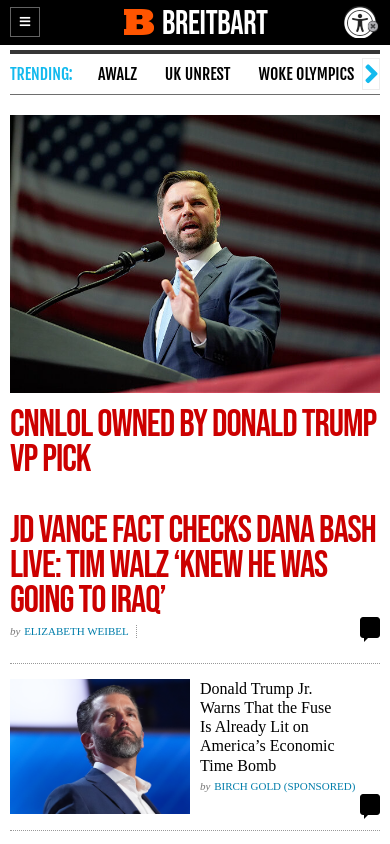 BREITBART
TRENDING:
AWALZ
UK UNREST
WOKE OLYMPICS
CNNLOL OWNED BY DONALD TRUMP
VP PICK
JD VANCE FACT CHECKS DANA BASH
LIVE: TIM WALZ ‘KNEW HE WAS
GOING TO IRAQ’
by ELIZABETH WEIBEL
Donald Trump Jr.
Warns That the Fuse
Is Already Lit on
America’s Economic
Time Bomb
by BIRCH GOLD (SPONSORED)